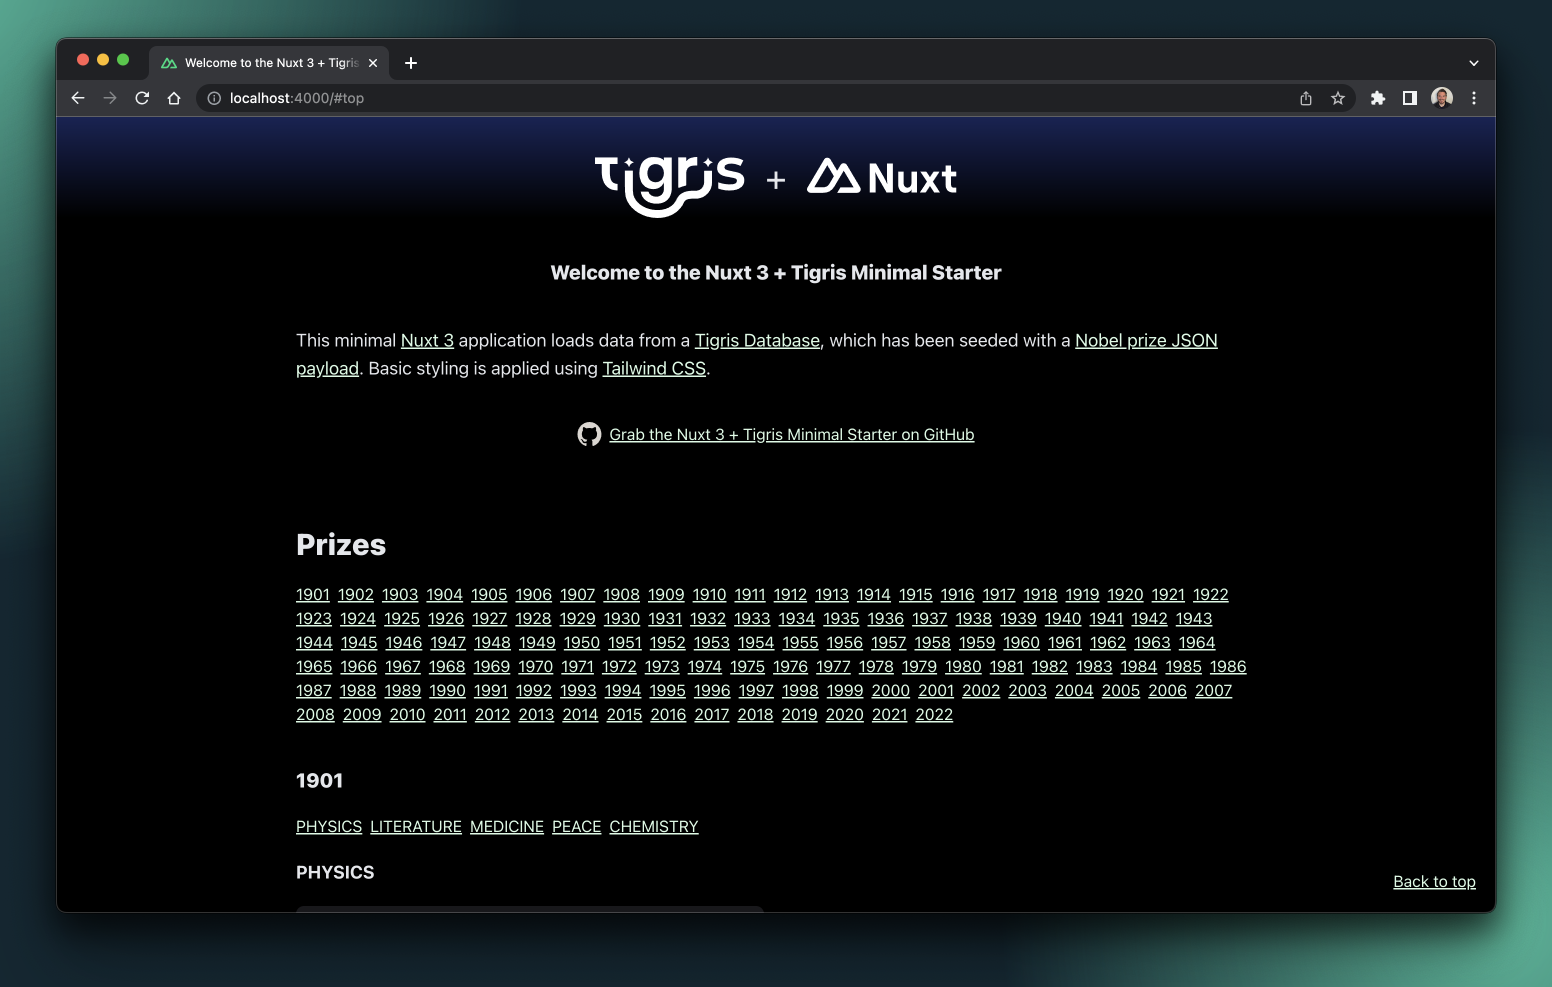 Welcome to the Nuxt 3 + Tigris
localhost:4000/#top
tigris + Nuxt
Welcome to the Nuxt 3 + Tigris Minimal Starter
This minimal Nuxt 3 application loads data from a Tigris Database, which has been seeded with a Nobel prize JSON
payload. Basic styling is applied using Tailwind CSS.
Grab the Nuxt 3 + Tigris Minimal Starter on GitHub
Prizes
1901 1902 1903 1904 1905 1906 1907 1908 1909 1910 1911 1912 1913 1914 1915 1916 1917 1918 1919 1920 1921 1922
1923 1924 1925 1926 1927 1928 1929 1930 1931 1932 1933 1934 1935 1936 1937 1938 1939 1940 1941 1942 1943
1944 1945 1946 1947 1948 1949 1950 1951 1952 1953 1954 1955 1956 1957 1958 1959 1960 1961 1962 1963 1964
1965 1966 1967 1968 1969 1970 1971 1972 1973 1974 1975 1976 1977 1978 1979 1980 1981 1982 1983 1984 1985 1986
1987 1988 1989 1990 1991 1992 1993 1994 1995 1996 1997 1998 1999 2000 2001 2002 2003 2004 2005 2006 2007
2008 2009 2010 2011 2012 2013 2014 2015 2016 2017 2018 2019 2020 2021 2022
1901
PHYSICS LITERATURE MEDICINE PEACE CHEMISTRY
PHYSICS
Back to top